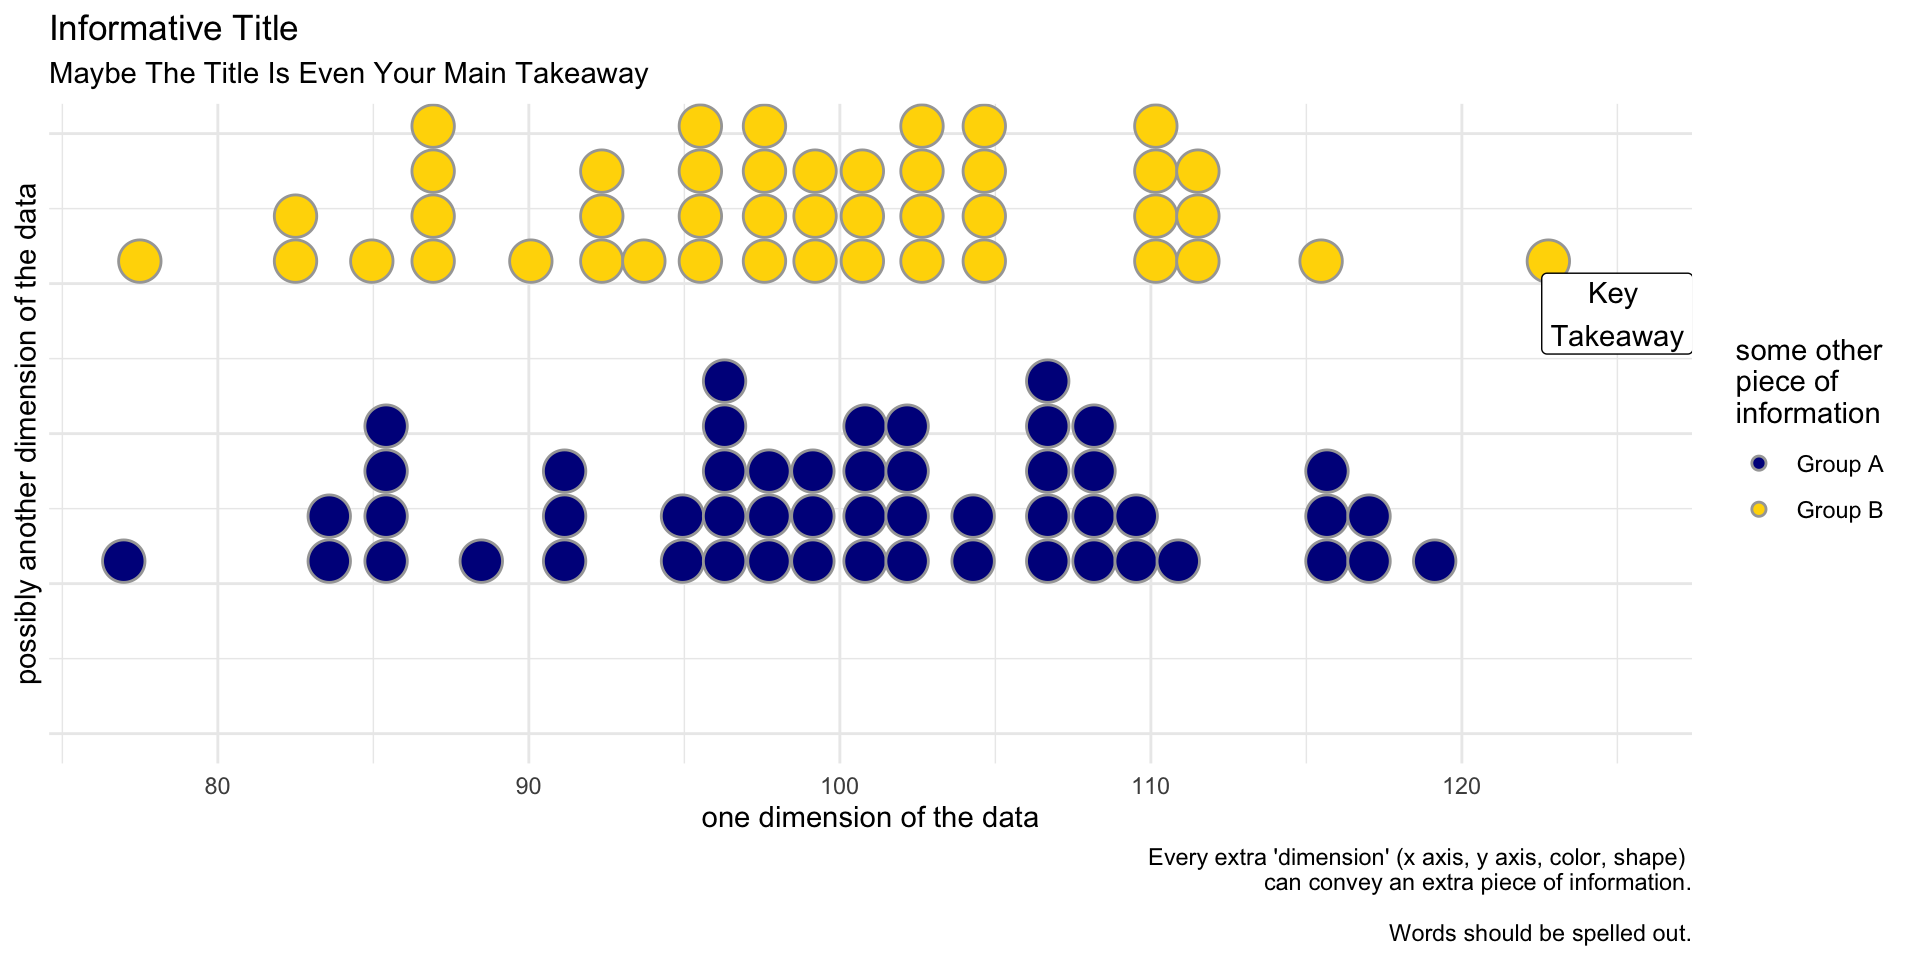 Informative Title
Maybe The Title Is Even Your Main Takeaway
possibly another dimension of the data
Key
Takeaway
some other
piece of
information
Group A
Group B
80
90
100
110
120
one dimension of the data
Every extra 'dimension' (x axis, y axis, color, shape)
can convey an extra piece of information.
Words should be spelled out.